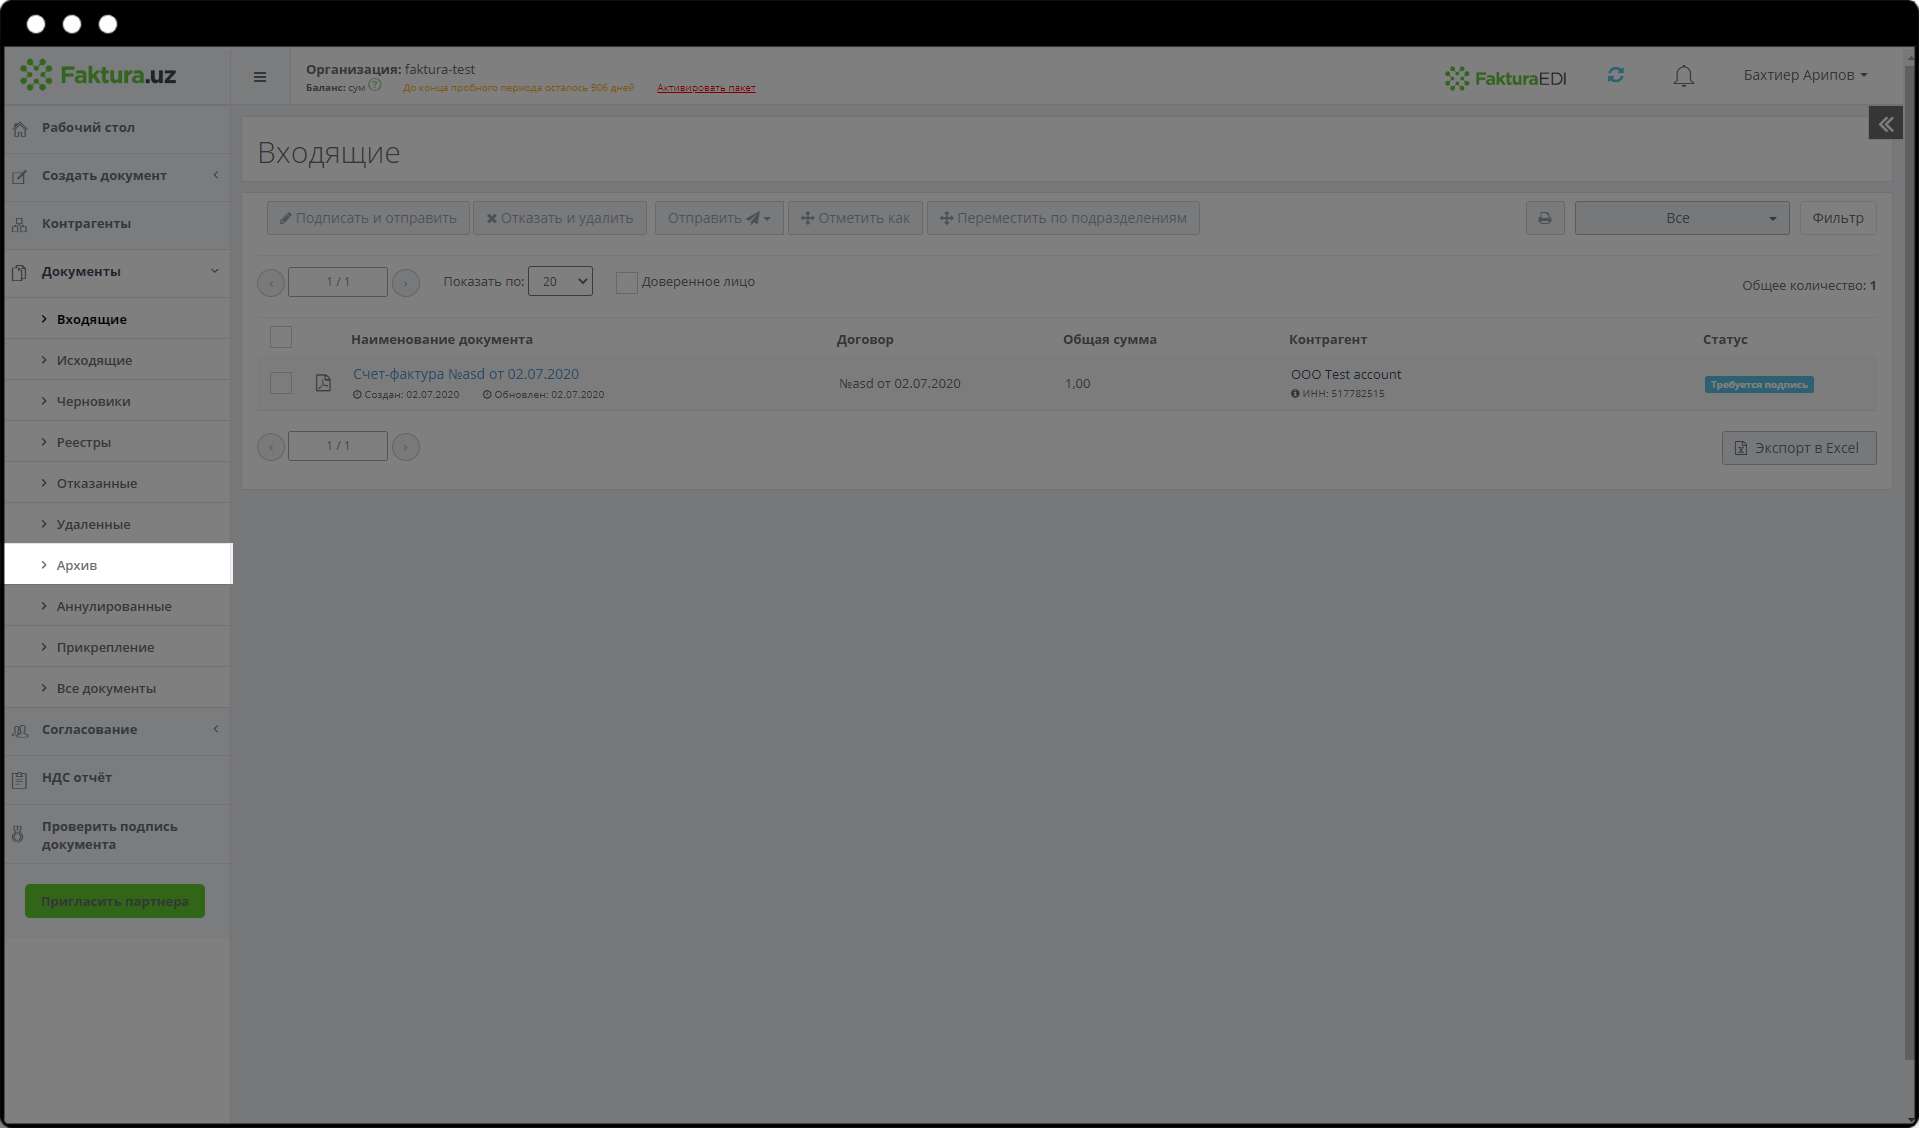 Faktura.uz
Организация: faktura-test
Баланс: сум ? До конца пробного периода осталось 906 дней Активировать пакет
FakturaEDI
Бахтиер Арипов
Рабочий стол
Создать документ
Контрагенты
Документы
Входящие
Исходящие
Черновики
Реестры
Отказанные
Удаленные
Архив
Аннулированные
Прикрепление
Все документы
Согласование
НДС отчёт
Проверить подпись
документа
Пригласить партнера
Входящие
Подписать и отправить Отказать и удалить Отправить Отметить как Переместить по подразделениям Все Фильтр
‹ 1 / 1 › Показать по: 20 Доверенное лицо Общее количество: 1
Наименование документа Договор Общая сумма Контрагент Статус
Счет-фактура №asd от 02.07.2020 №asd от 02.07.2020 1,00 ООО Test account Требуется подпись
Создан: 02.07.2020 Обновлен: 02.07.2020 ИНН: 517782515
‹ 1 / 1 › Экспорт в Excel